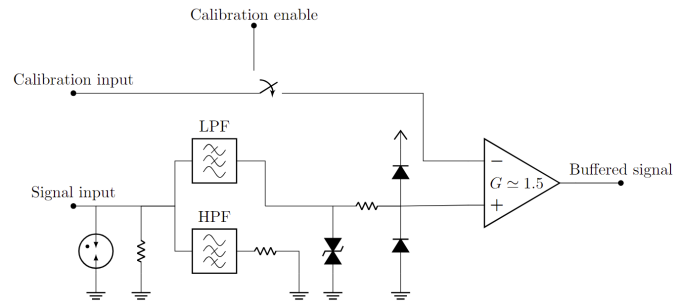 Calibration enable
Calibration input
LPF
Buffered signal
−
G ≃ 1.5
Signal input
+
HPF